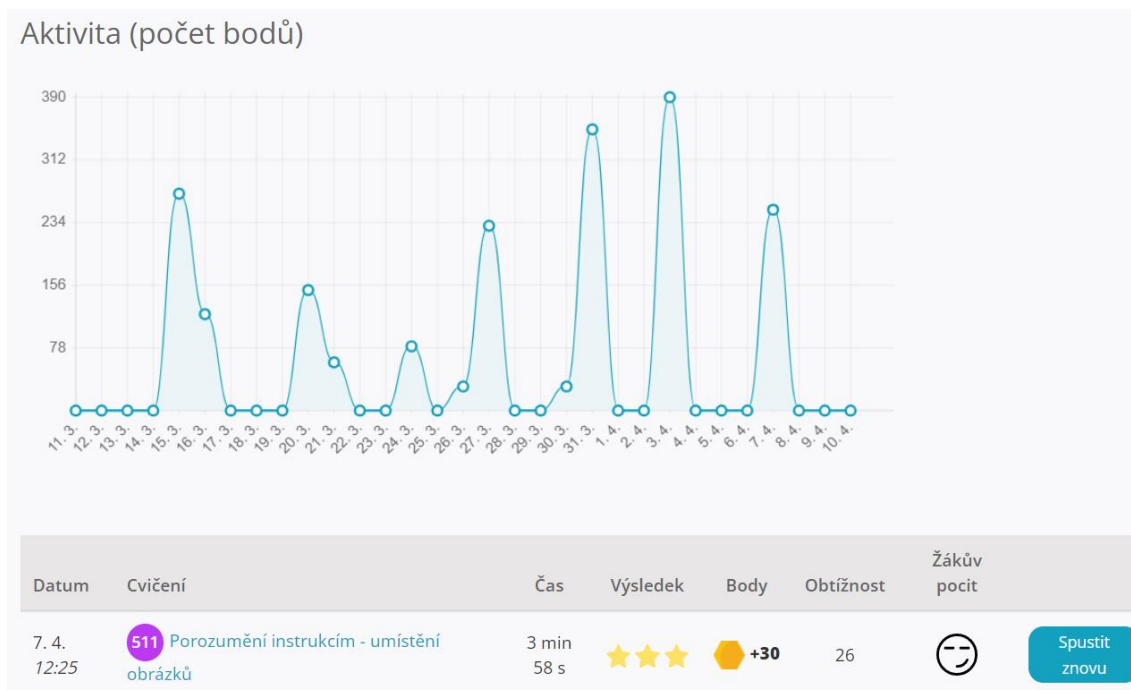 Aktivita (počet bodů)
390
312
234
156
78
11. 3. 12. 3. 13. 3. 14. 3. 15. 3. 16. 3. 17. 3. 18. 3. 19. 3. 20. 3. 21. 3. 22. 3. 23. 3. 24. 3. 25. 3. 26. 3. 27. 3. 28. 3. 29. 3. 30. 3. 31. 3. 1. 4. 2. 4. 3. 4. 4. 4. 5. 4. 6. 4. 7. 4. 8. 4. 9. 4. 10. 4.
Žákův
Datum Cvičení Čas Výsledek Body Obtížnost pocit
7. 4. 511 Porozumění instrukcím - umístění 3 min +30 26 Spustit
12:25 obrázků 58 s znovu